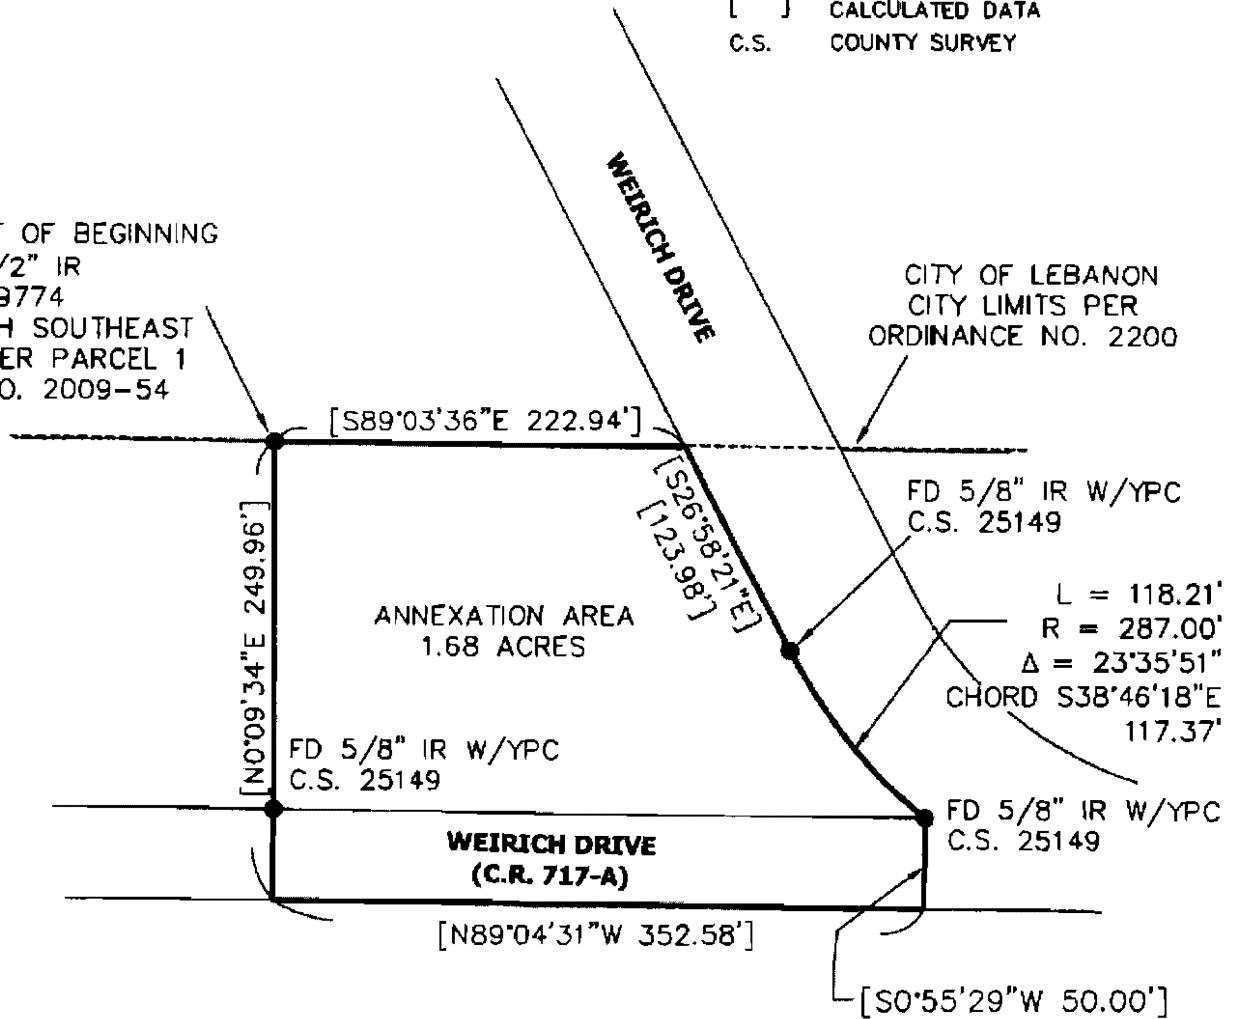 [ ] CALCULATED DATA
C.S. COUNTY SURVEY
WEIRICH DRIVE
OF BEGINNING
/2" IR
9774
H SOUTHEAST
ER PARCEL 1
O. 2009-54
CITY OF LEBANON
CITY LIMITS PER
ORDINANCE NO. 2200
[S89°03'36"E 222.94']
[S26°58'21"E]
[123.98']
FD 5/8" IR W/YPC
C.S. 25149
[N0°09'34"E 249.96']
ANNEXATION AREA
1.68 ACRES
L = 118.21'
R = 287.00'
Δ = 23°35'51"
CHORD S38°46'18"E
117.37'
FD 5/8" IR W/YPC
C.S. 25149
FD 5/8" IR W/YPC
C.S. 25149
WEIRICH DRIVE
(C.R. 717-A)
[N89°04'31"W 352.58']
[S0°55'29"W 50.00']